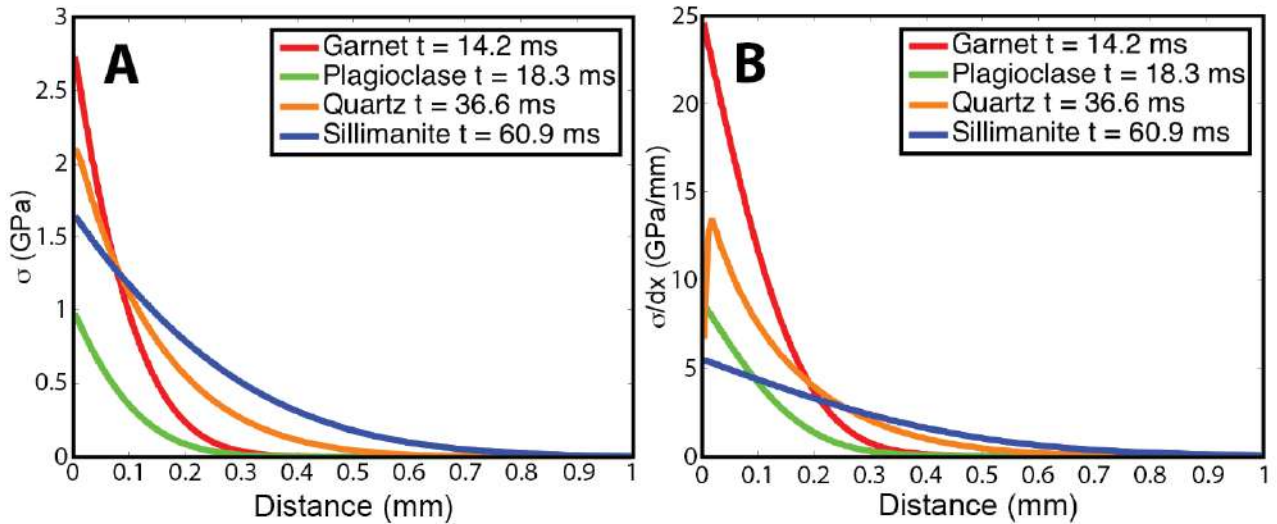 A
Garnet t = 14.2 ms
Plagioclase t = 18.3 ms
Quartz t = 36.6 ms
Sillimanite t = 60.9 ms
3
2.5
2
1.5
1
0.5
0
σ (GPa)
0 0.1 0.2 0.3 0.4 0.5 0.6 0.7 0.8 0.9 1
Distance (mm)
B
Garnet t = 14.2 ms
Plagioclase t = 18.3 ms
Quartz t = 36.6 ms
Sillimanite t = 60.9 ms
25
20
15
10
5
0
σ/dx (GPa/mm)
0 0.1 0.2 0.3 0.4 0.5 0.6 0.7 0.8 0.9 1
Distance (mm)